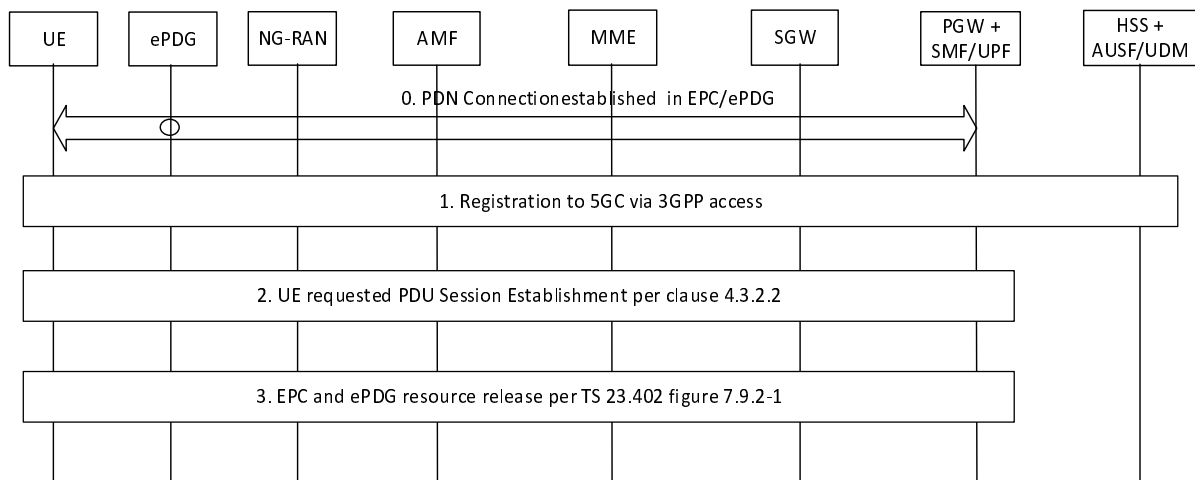 UE
ePDG
NG-RAN
AMF
MME
SGW
PGW +
SMF/UPF
HSS +
AUSF/UDM
0. PDN Connectionestablished in EPC/ePDG
1. Registration to 5GC via 3GPP access
2. UE requested PDU Session Establishment per clause 4.3.2.2
3. EPC and ePDG resource release per TS 23.402 figure 7.9.2-1